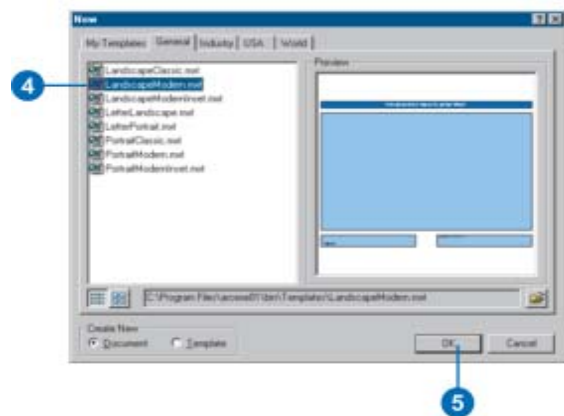 New
My Templates General Industry USA World
4
LandscapeClassic.mxt
LandscapeModern.mxt
LandscapeModernInset.mxt
LetterLandscape.mxt
LetterPortrait.mxt
PortraitClassic.mxt
PortraitModern.mxt
PortraitModernInset.mxt
Preview
Create New
Document Template
OK
Cancel
5